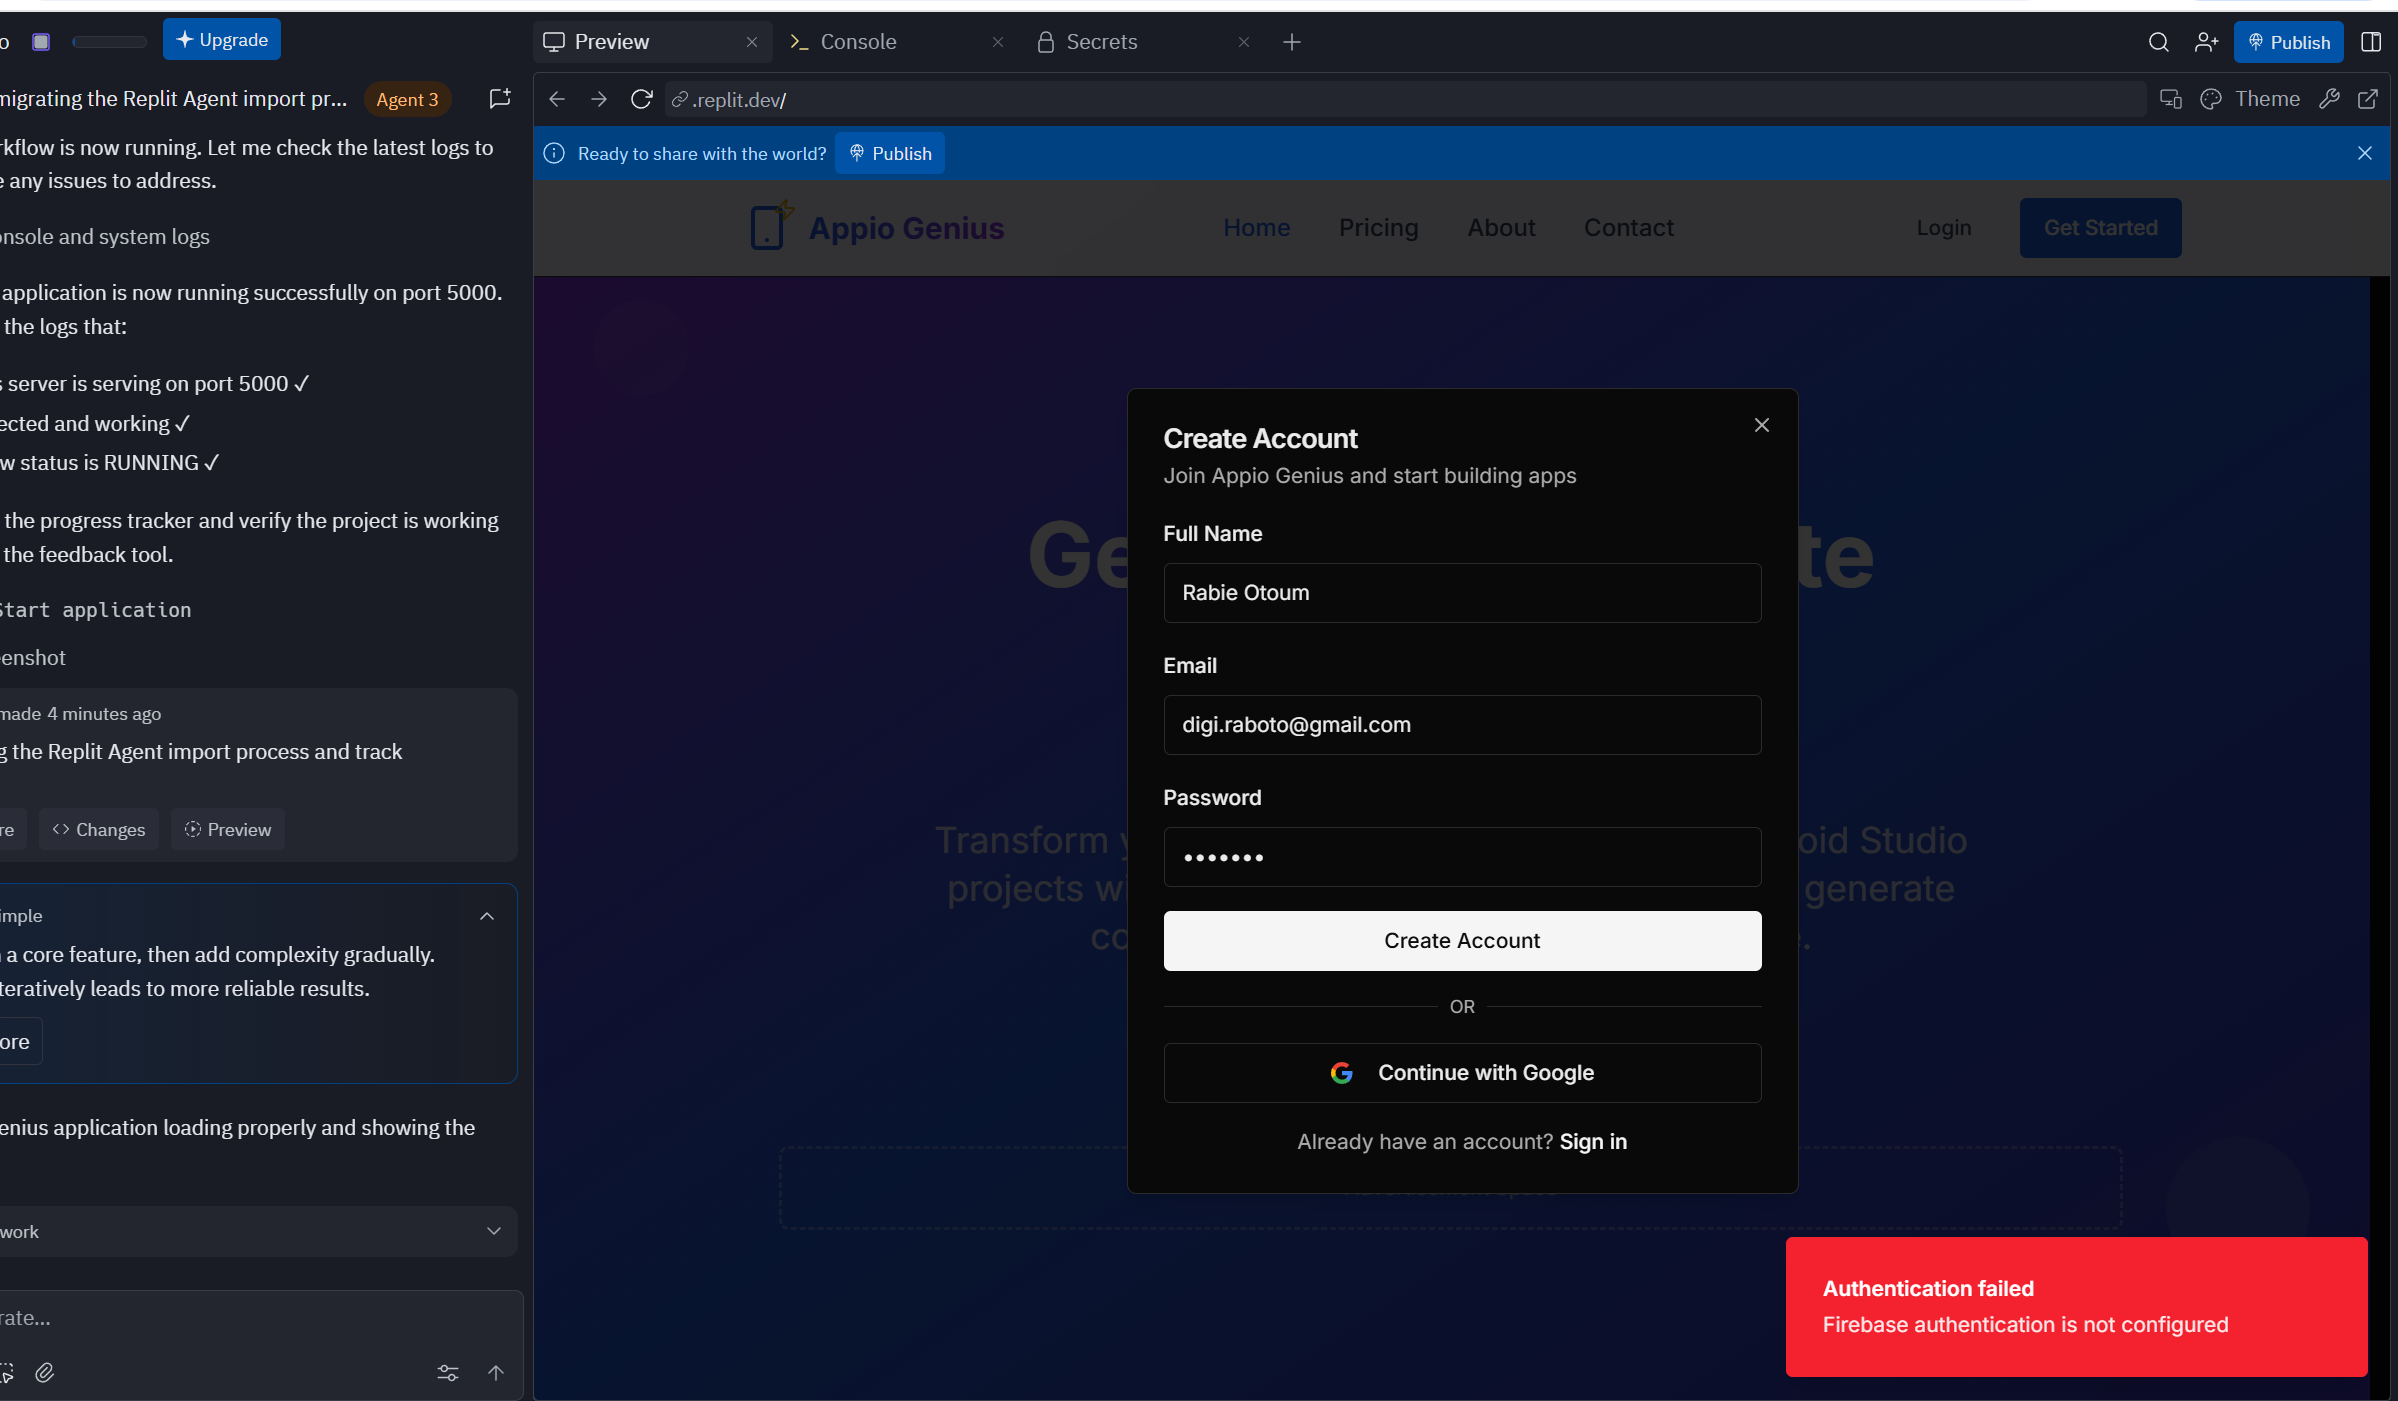 Upgrade
Preview
Console
Secrets
Publish
migrating the Replit Agent import pr...
Agent 3
.replit.dev/
Theme
rkflow is now running. Let me check the latest logs to
e any issues to address.
onsole and system logs
application is now running successfully on port 5000.
the logs that:
s server is serving on port 5000 ✓
ected and working ✓
w status is RUNNING ✓
the progress tracker and verify the project is working
the feedback tool.
Start application
eenshot
made 4 minutes ago
g the Replit Agent import process and track
re
Changes
Preview
imple
a core feature, then add complexity gradually.
teratively leads to more reliable results.
ore
enius application loading properly and showing the
work
rate...
Ready to share with the world?
Publish
Appio Genius
Home
Pricing
About
Contact
Login
Get Started
Ge
te
Transform
oid Studio
projects wi
generate
co
e.
Create Account
Join Appio Genius and start building apps
Full Name
Rabie Otoum
Email
digi.raboto@gmail.com
Password
•••••••
Create Account
OR
Continue with Google
Already have an account? Sign in
Authentication failed
Firebase authentication is not configured